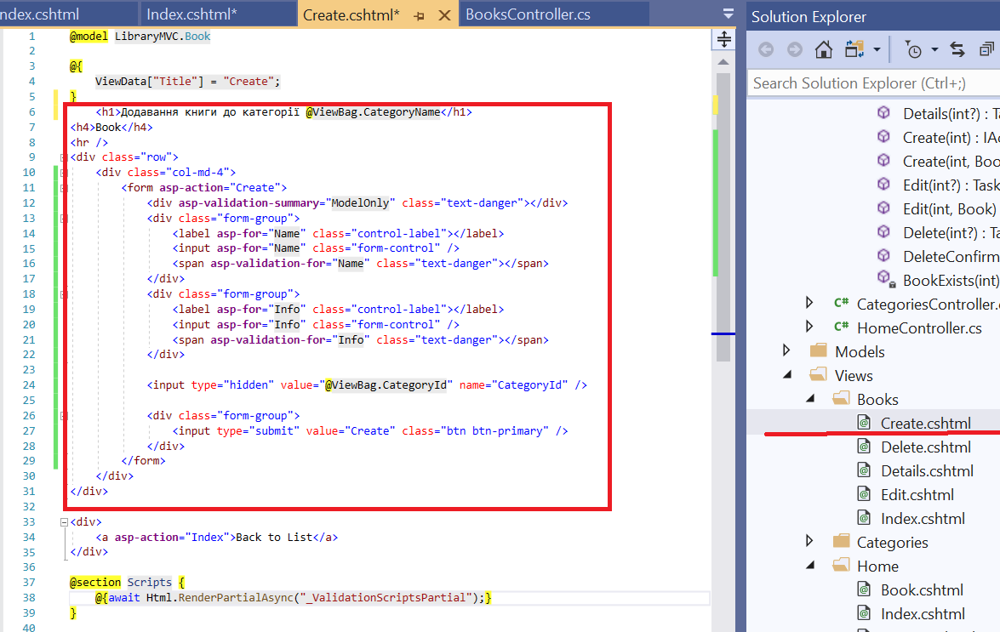 ndex.cshtml
Index.cshtml*
Create.cshtml*
BooksController.cs
1 @model LibraryMVC.Book
2
3 @{
4 ViewData["Title"] = "Create";
5 }
6 <h1>Додавання книги до категорії @ViewBag.CategoryName</h1>
7 <h4>Book</h4>
8 <hr />
9 <div class="row">
10 <div class="col-md-4">
11 <form asp-action="Create">
12 <div asp-validation-summary="ModelOnly" class="text-danger"></div>
13 <div class="form-group">
14 <label asp-for="Name" class="control-label"></label>
15 <input asp-for="Name" class="form-control" />
16 <span asp-validation-for="Name" class="text-danger"></span>
17 </div>
18 <div class="form-group">
19 <label asp-for="Info" class="control-label"></label>
20 <input asp-for="Info" class="form-control" />
21 <span asp-validation-for="Info" class="text-danger"></span>
22 </div>
23
24 <input type="hidden" value="@ViewBag.CategoryId" name="CategoryId" />
25
26 <div class="form-group">
27 <input type="submit" value="Create" class="btn btn-primary" />
28 </div>
29 </form>
30 </div>
31 </div>
32
33 <div>
34 <a asp-action="Index">Back to List</a>
35 </div>
36
37 @section Scripts {
38 @{await Html.RenderPartialAsync("_ValidationScriptsPartial");}
39 }
40
Solution Explorer
Search Solution Explorer (Ctrl+;)
Details(int?) : Ta
Create(int) : IAc
Create(int, Boo
Edit(int?) : Task
Edit(int, Book)
Delete(int?) : Ta
DeleteConfirm
BookExists(int)
C# CategoriesController.c
C# HomeController.cs
Models
Views
Books
Create.cshtml
Delete.cshtml
Details.cshtml
Edit.cshtml
Index.cshtml
Categories
Home
Book.cshtml
Index.cshtml